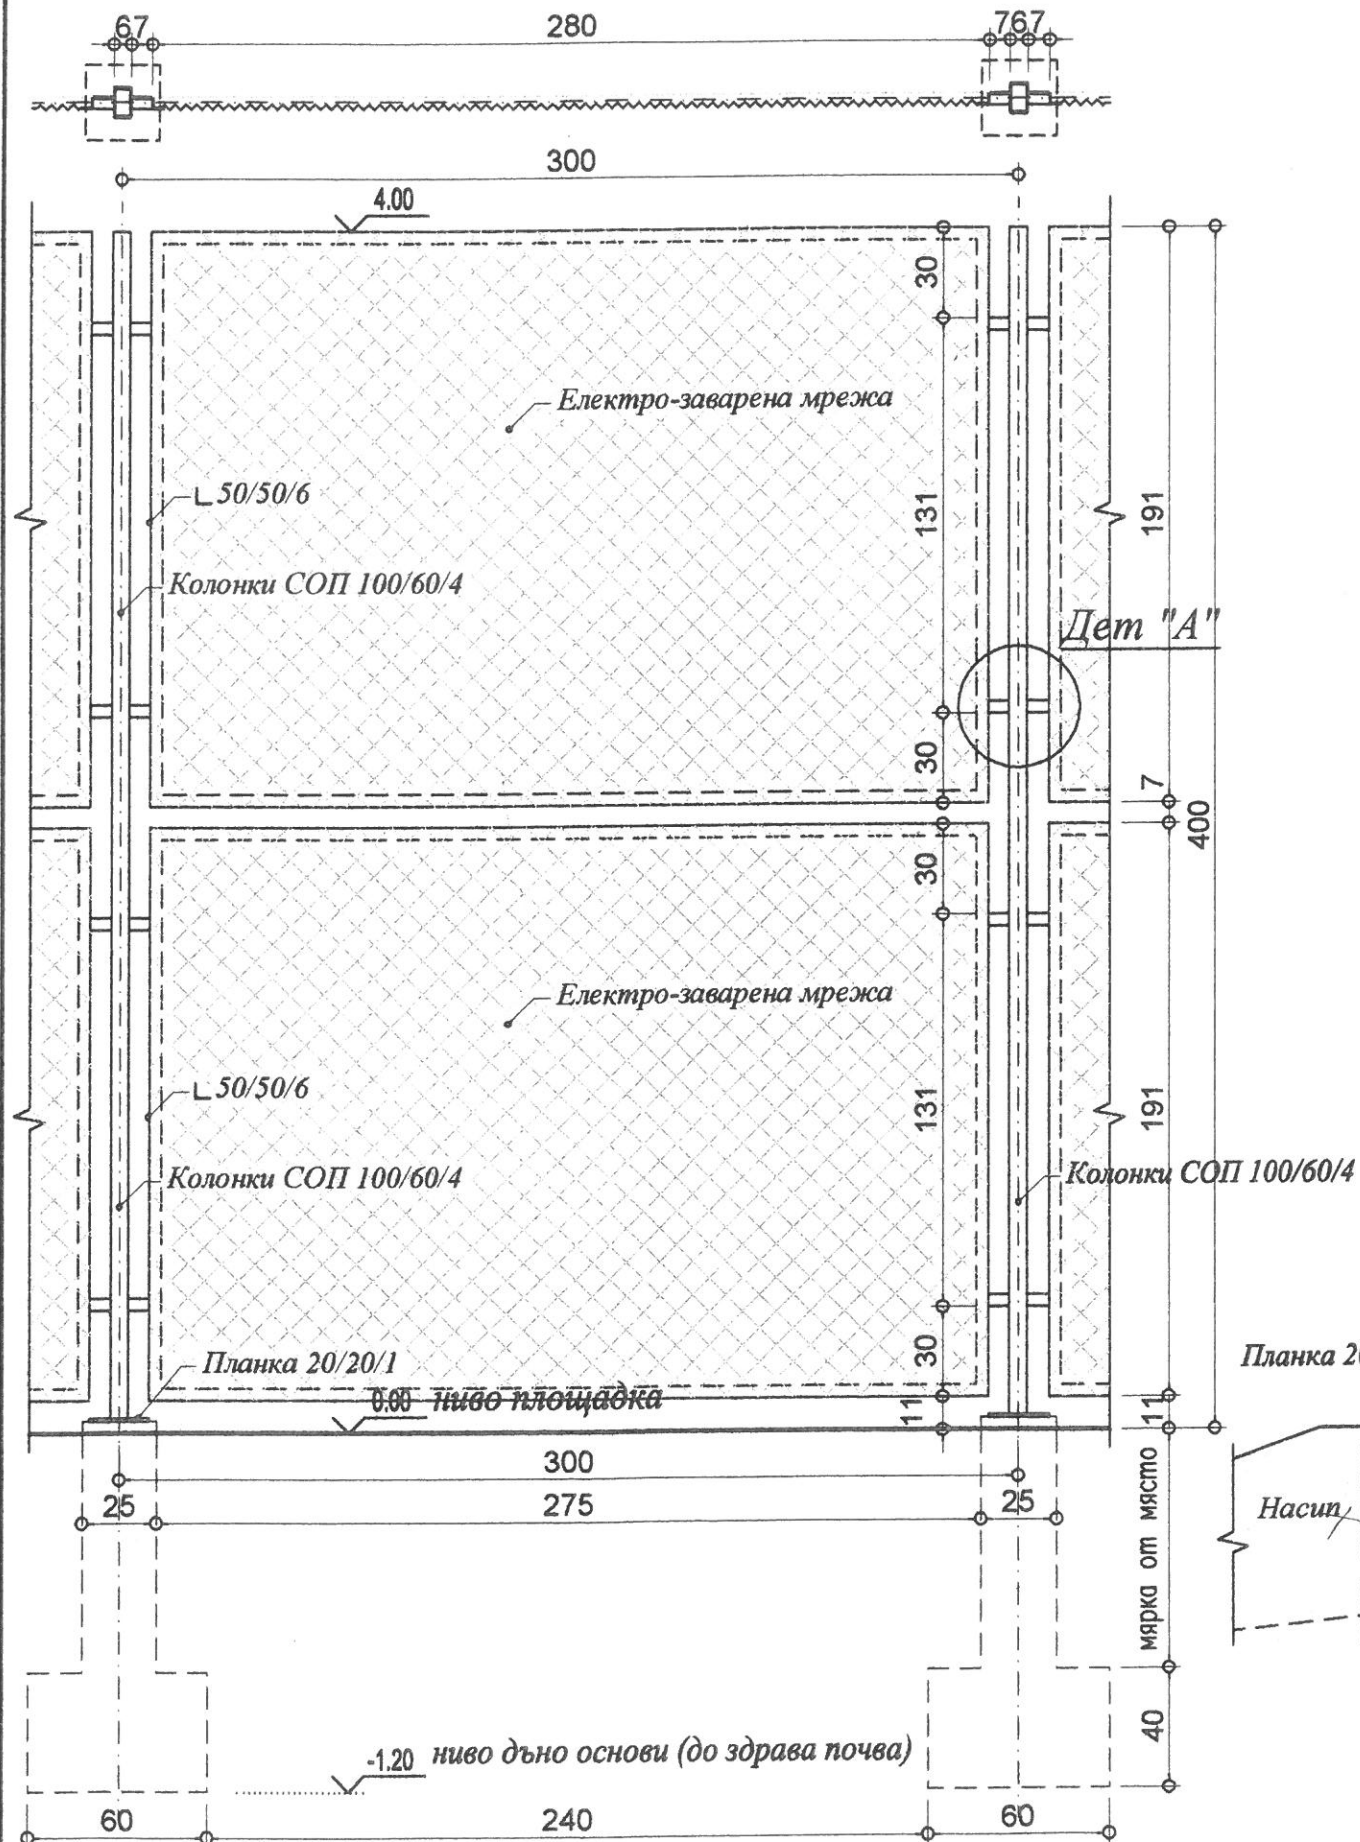 67 280 767
300
4.00
30
Електро-заварена мрежа
L 50/50/6
131
191
Колонки СОП 100/60/4
Дет "А"
30
7
400
30
Електро-заварена мрежа
L 50/50/6
131
191
Колонки СОП 100/60/4
Колонки СОП 100/60/4
30
Планка 20/20/1
Планка 2
0.00 ниво площадка
11
11
300
25 275 25
мярка от място
Насип
40
-1.20 ниво дъно основи (до здрава почва)
60 240 60